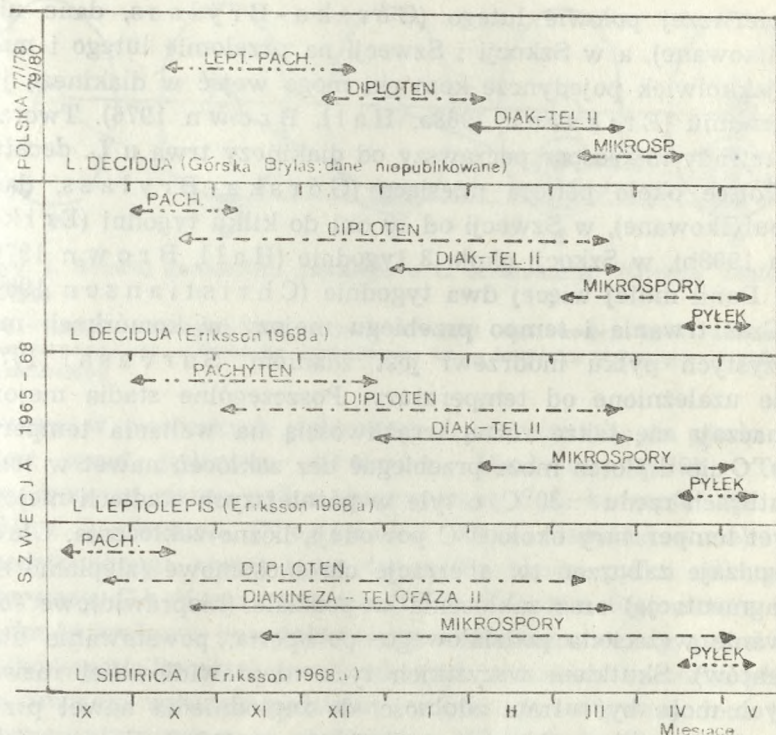 POLSKA 77/78
79/80
LEPT-PACH.
DIPLOTEN
DIAK-TEL II
MIKROSP.
L. DECIDUA (Górska-Brylas, dane niopublikowane)
SZWECJA 1965-68
PACH.
DIPLOTEN
DIAK-TEL II
MIKROSPORY
PYŁEK
L DECIDUA (Eriksson 1968a)
PACHYTEN
DIPLOTEN
DIAK-TEL II
MIKROSPORY
PYŁEK
L LEPTOLEPIS (Eriksson 1968a)
PACH.
DIPLOTEN
DIAKINEZA - TELOFAZA II
MIKROSPORY
PYŁEK
L SIBIRICA (Eriksson 1968a)
IX X XI XII I II III IV V
Miesiące